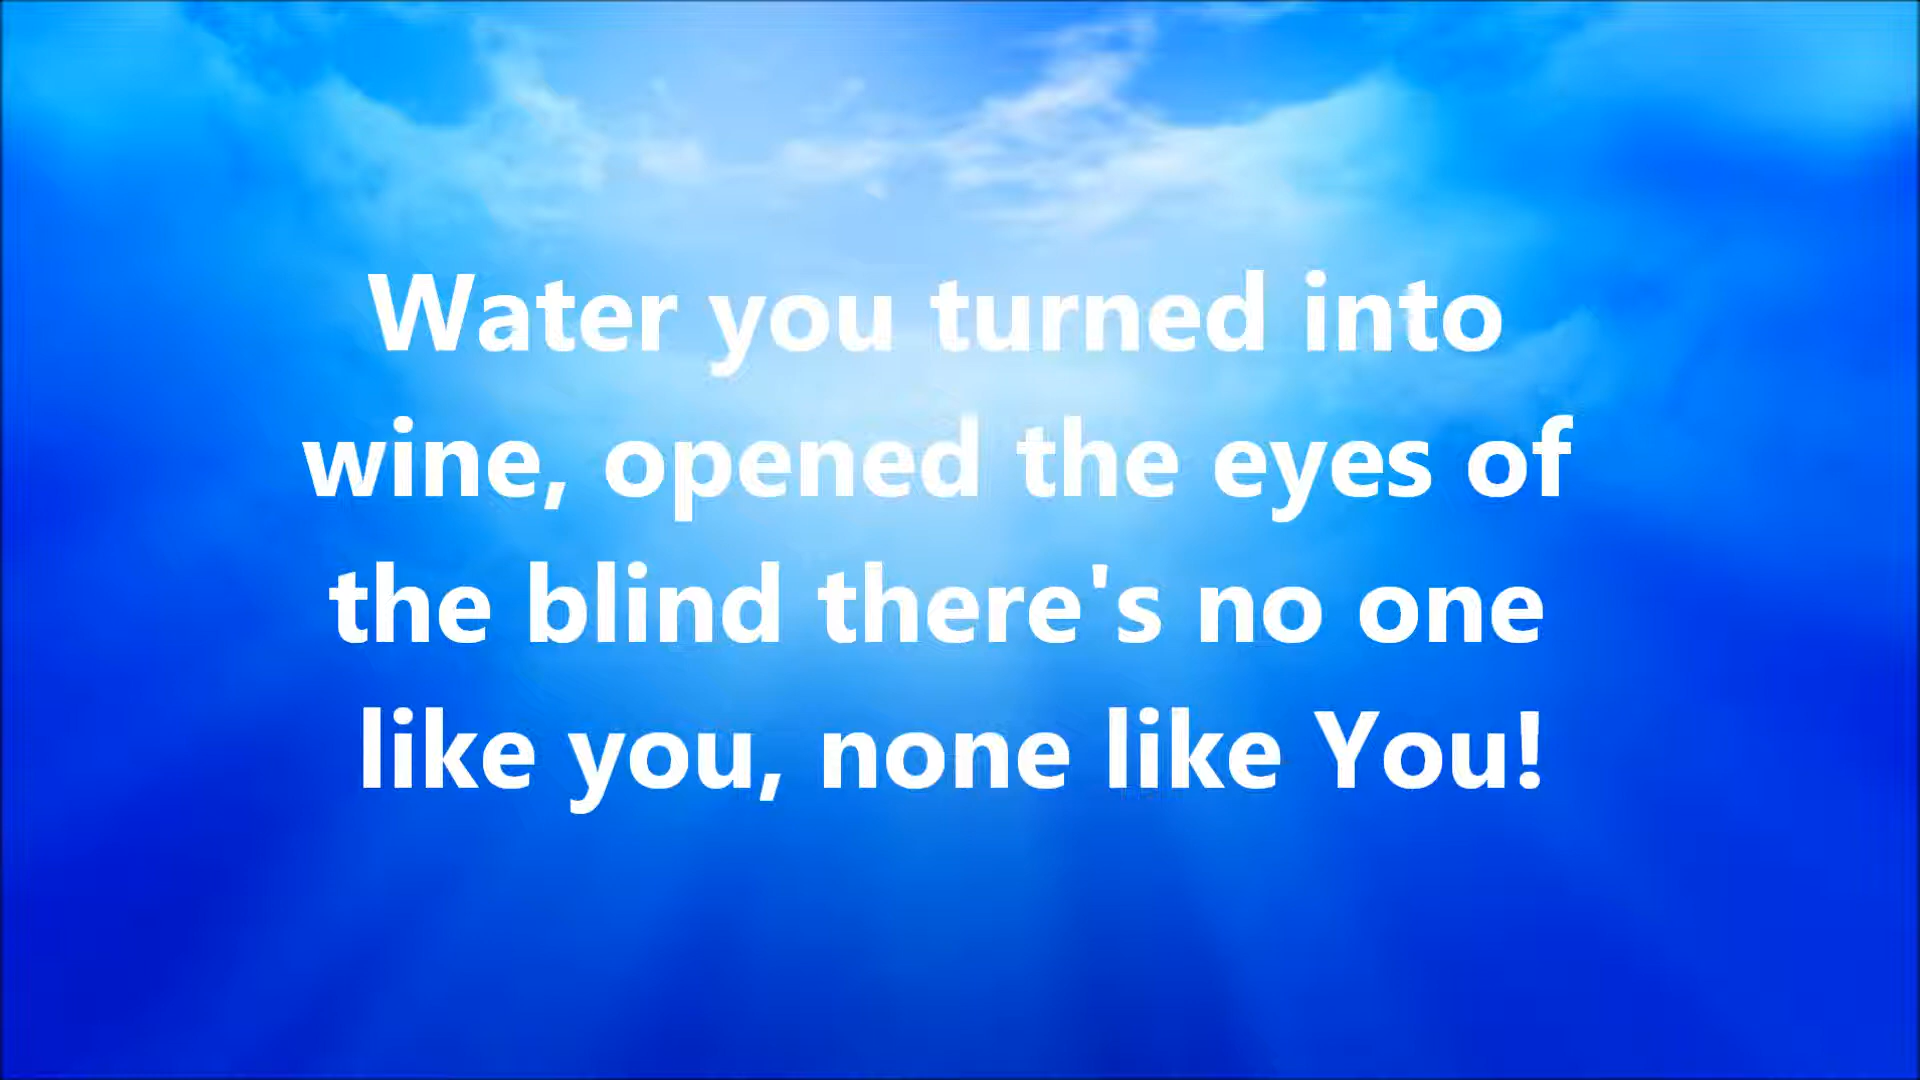 Water you turned into
wine, opened the eyes of
the blind there's no one
like you, none like You!